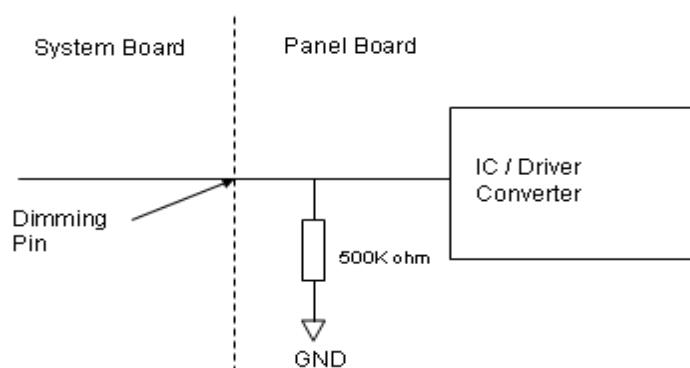 System Board
Panel Board
IC / Driver
Converter
Dimming
Pin
500K ohm
GND